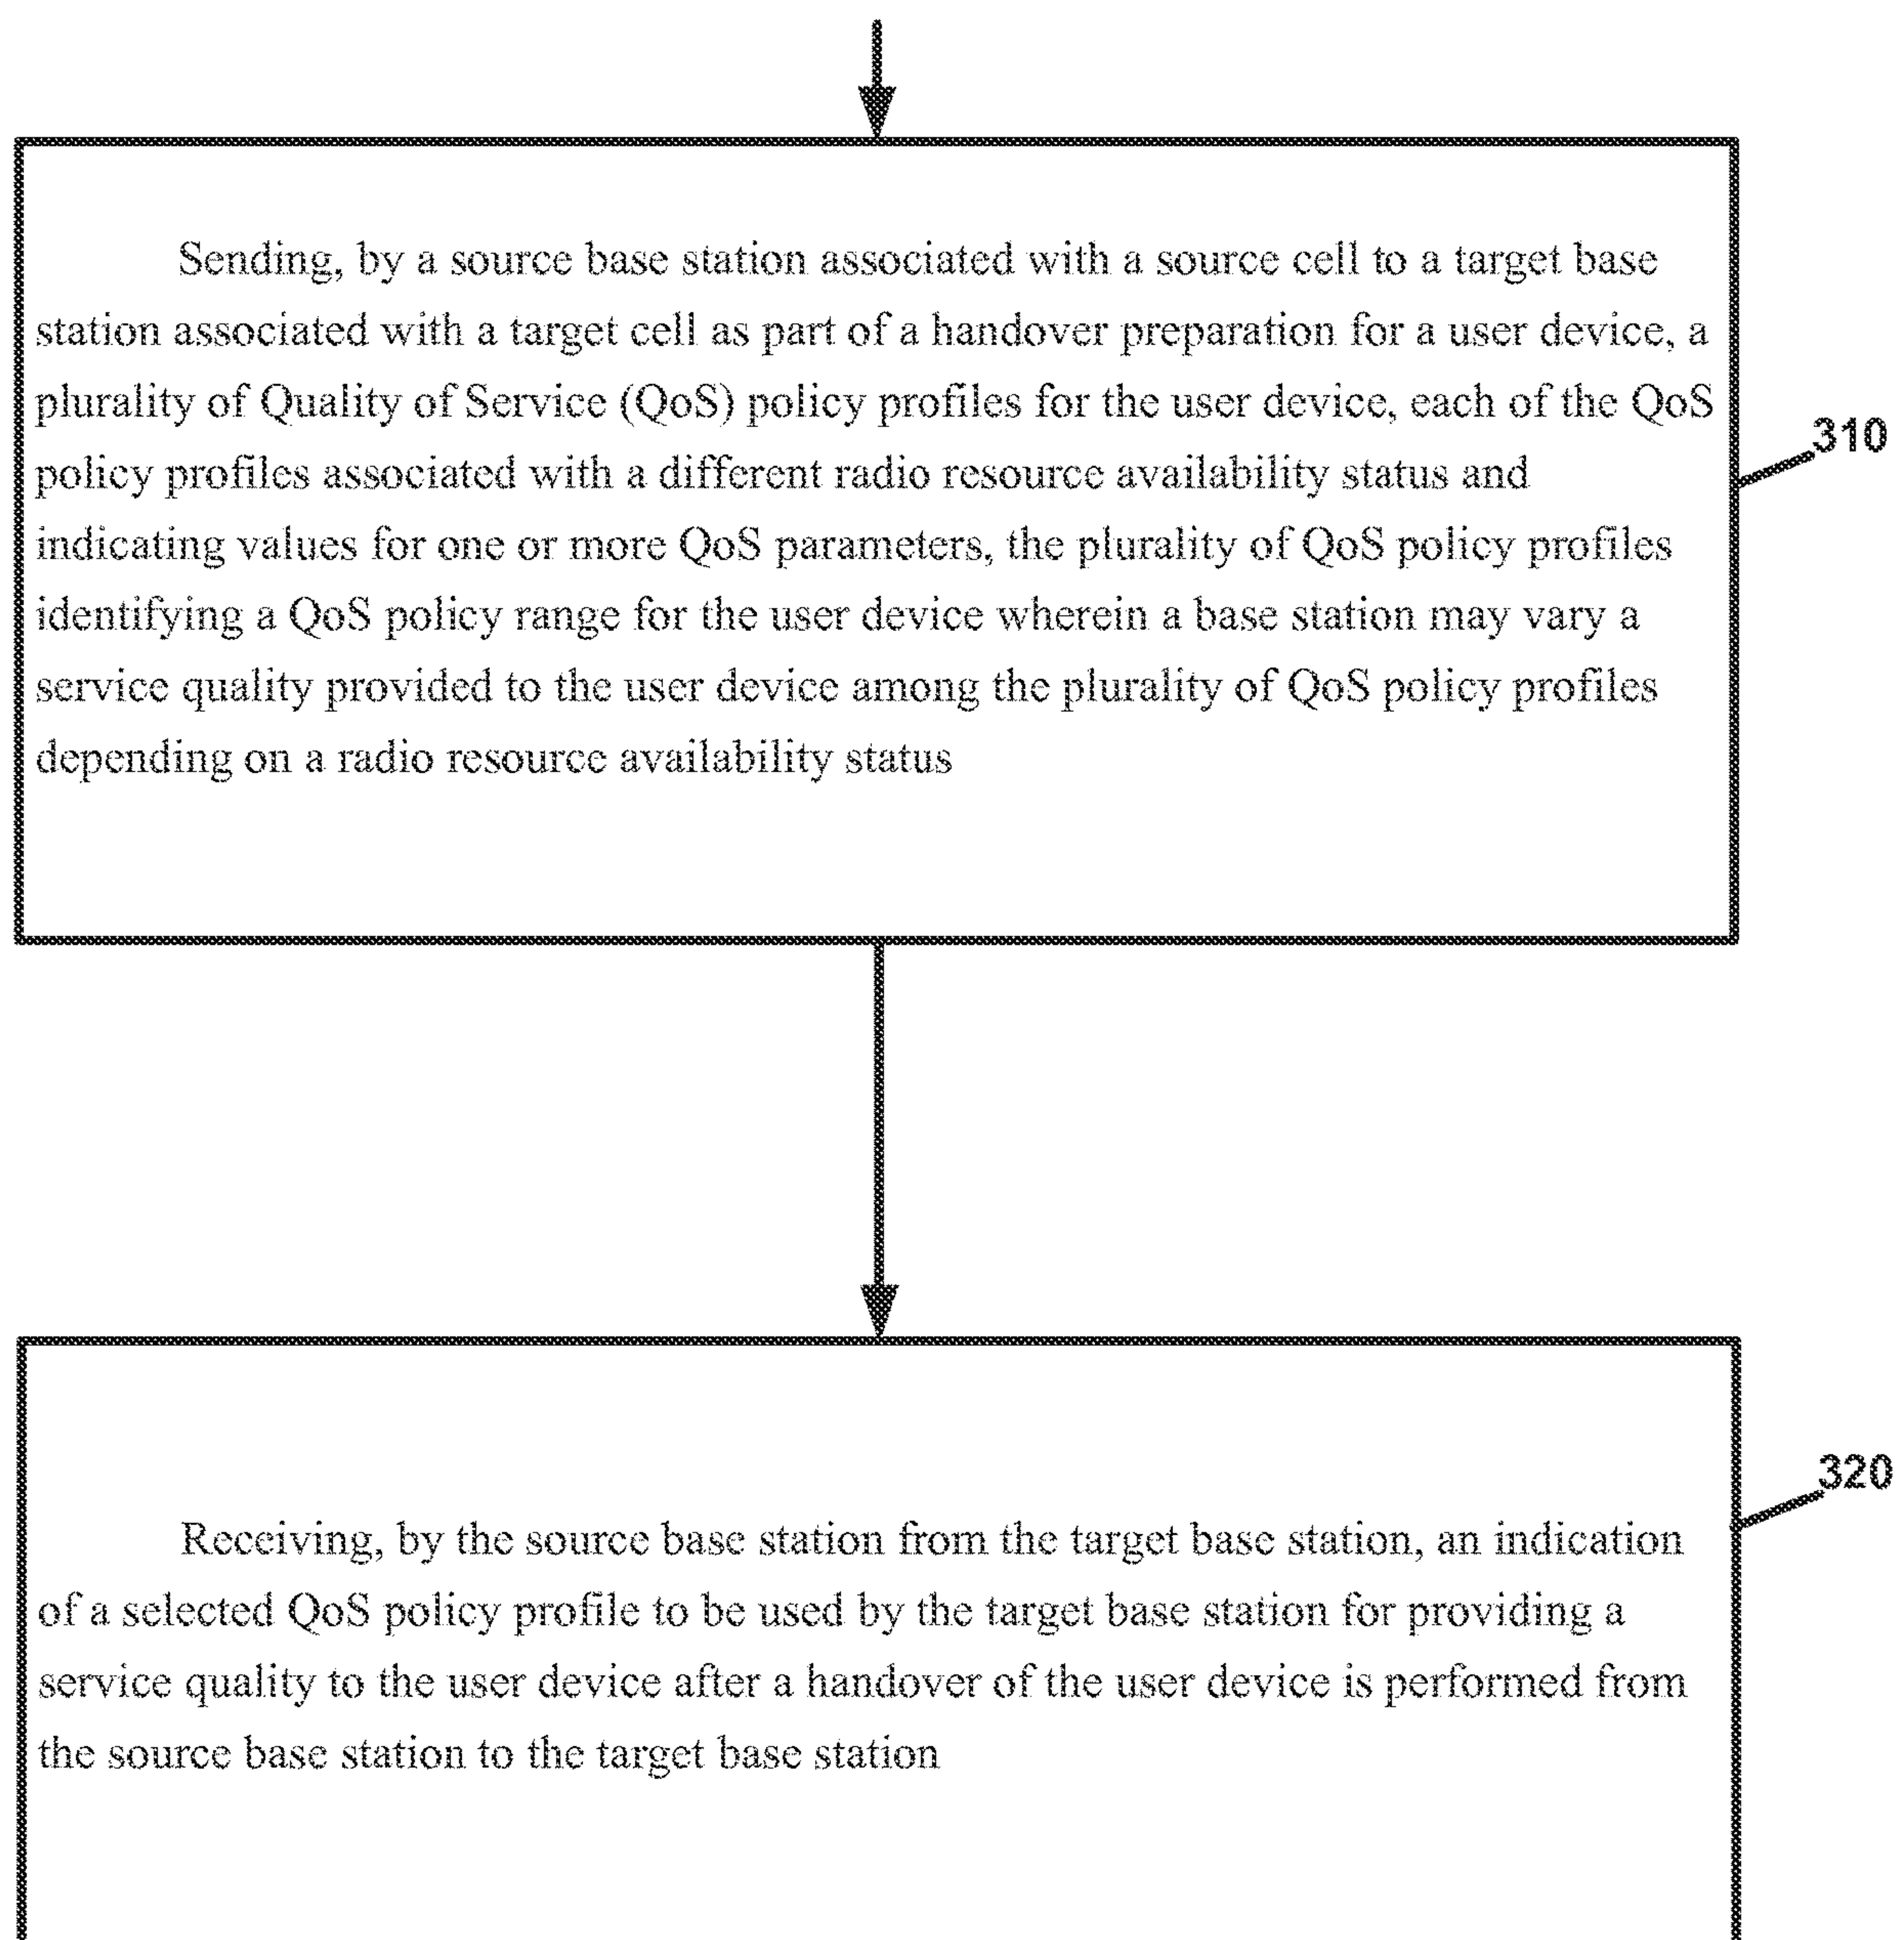 Sending, by a source base station associated with a source cell to a target base
station associated with a target cell as part of a handover preparation for a user device, a
plurality of Quality of Service (QoS) policy profiles for the user device, each of the QoS
policy profiles associated with a different radio resource availability status and
indicating values for one or more QoS parameters, the plurality of QoS policy profiles
identifying a QoS policy range for the user device wherein a base station may vary a
service quality provided to the user device among the plurality of QoS policy profiles
depending on a radio resource availability status
310
Receiving, by the source base station from the target base station, an indication
of a selected QoS policy profile to be used by the target base station for providing a
service quality to the user device after a handover of the user device is performed from
the source base station to the target base station
320